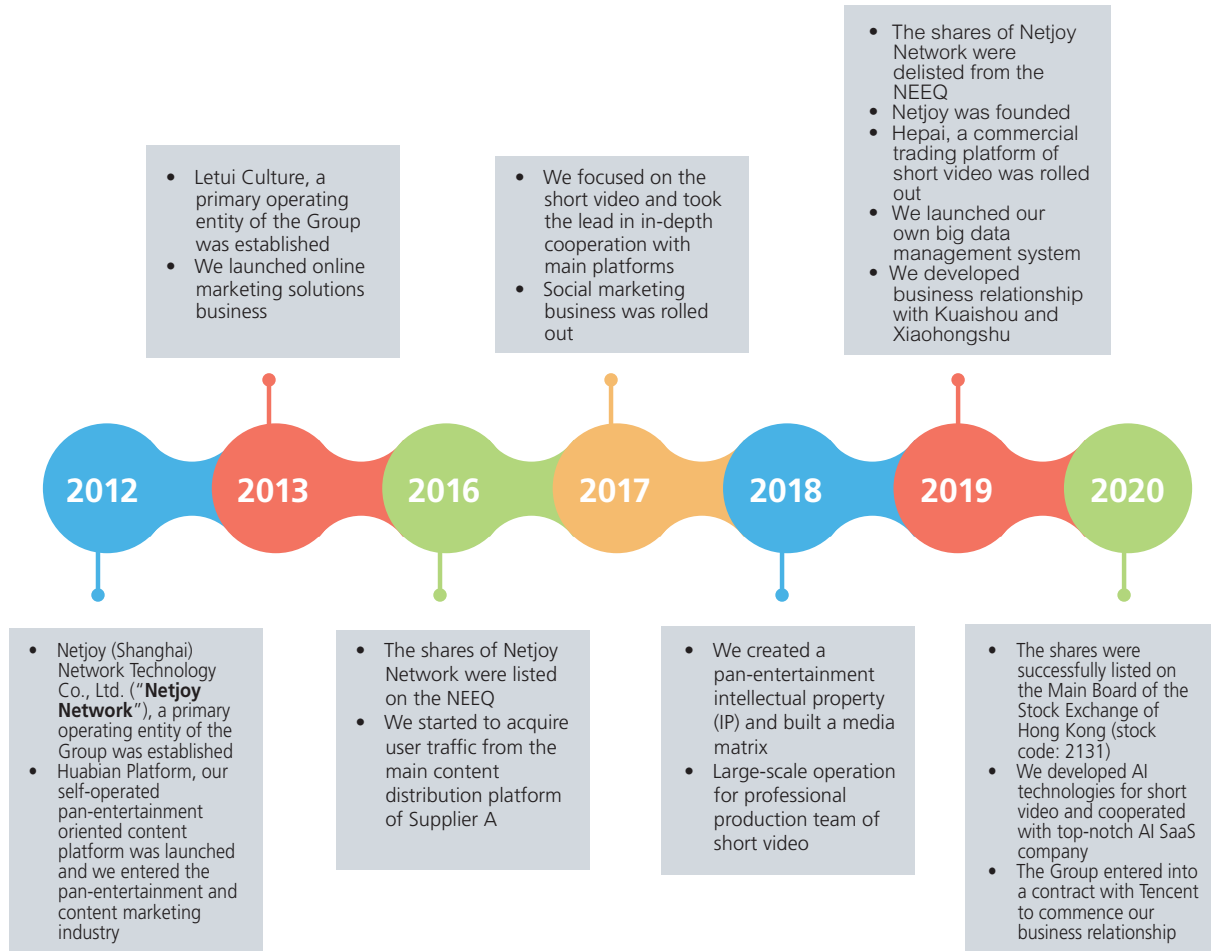 • The shares of Netjoy
Network were
delisted from the
NEEQ
• Netjoy was founded
• Hepai, a commercial
trading platform of
short video was rolled
out
• We launched our
own big data
management system
• We developed
business relationship
with Kuaishou and
Xiaohongshu
• Letui Culture, a
primary operating
entity of the Group
was established
• We launched online
marketing solutions
business
• We focused on the
short video and took
the lead in in-depth
cooperation with
main platforms
• Social marketing
business was rolled
out
2012
2013
2016
2017
2018
2019
2020
• Netjoy (Shanghai)
Network Technology
Co., Ltd. (“Netjoy
Network”), a primary
operating entity of the
Group was established
• Huabian Platform, our
self-operated
pan-entertainment
oriented content
platform was launched
and we entered the
pan-entertainment and
content marketing
industry
• The shares of Netjoy
Network were listed
on the NEEQ
• We started to acquire
user traffic from the
main content
distribution platform
of Supplier A
• We created a
pan-entertainment
intellectual property
(IP) and built a media
matrix
• Large-scale operation
for professional
production team of
short video
• The shares were
successfully listed on
the Main Board of the
Stock Exchange of
Hong Kong (stock
code: 2131)
• We developed AI
technologies for short
video and cooperated
with top-notch AI SaaS
company
• The Group entered into
a contract with Tencent
to commence our
business relationship